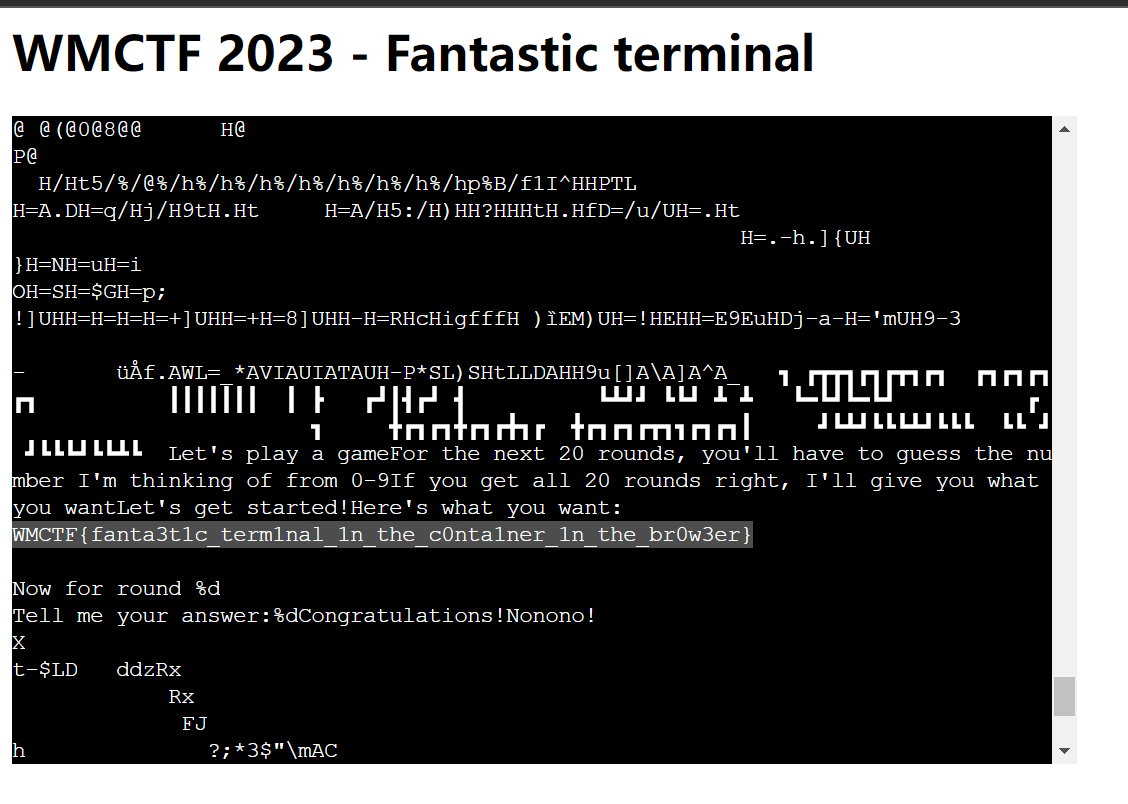 WMCTF 2023 - Fantastic terminal
@ @(@0@8@@      H@
P@
  H/Ht5/%/@%/h%/h%/h%/h%/h%/h%/h%/hp%B/f1I^HHPTL
H=A.DH=q/Hj/H9tH.Ht     H=A/H5:/H)HH?HHHtH.HfD=/u/UH=.Ht
H=.-h.]{UH
}H=NH=uH=i
OH=SH=$GH=p;
!]UHH=H=H=H=+]UHH=+H=8]UHH-H=RHcHigfffH )ìEM)UH=!HEHH=E9EuHDj-a-H='mUH9-3
-       üÅf.AWL=_*AVIAUIATAUH-P*SL)SHtLLDAHH9u[]A\A]A^A_
Let's play a gameFor the next 20 rounds, you'll have to guess the nu
mber I'm thinking of from 0-9If you get all 20 rounds right, I'll give you what
you wantLet's get started!Here's what you want:
WMCTF{fanta3t1c_term1nal_1n_the_c0nta1ner_1n_the_br0w3er}
Now for round %d
Tell me your answer:%dCongratulations!Nonono!
X
t-$LD   ddzRx
Rx
FJ
h              ?;*3$"\mAC